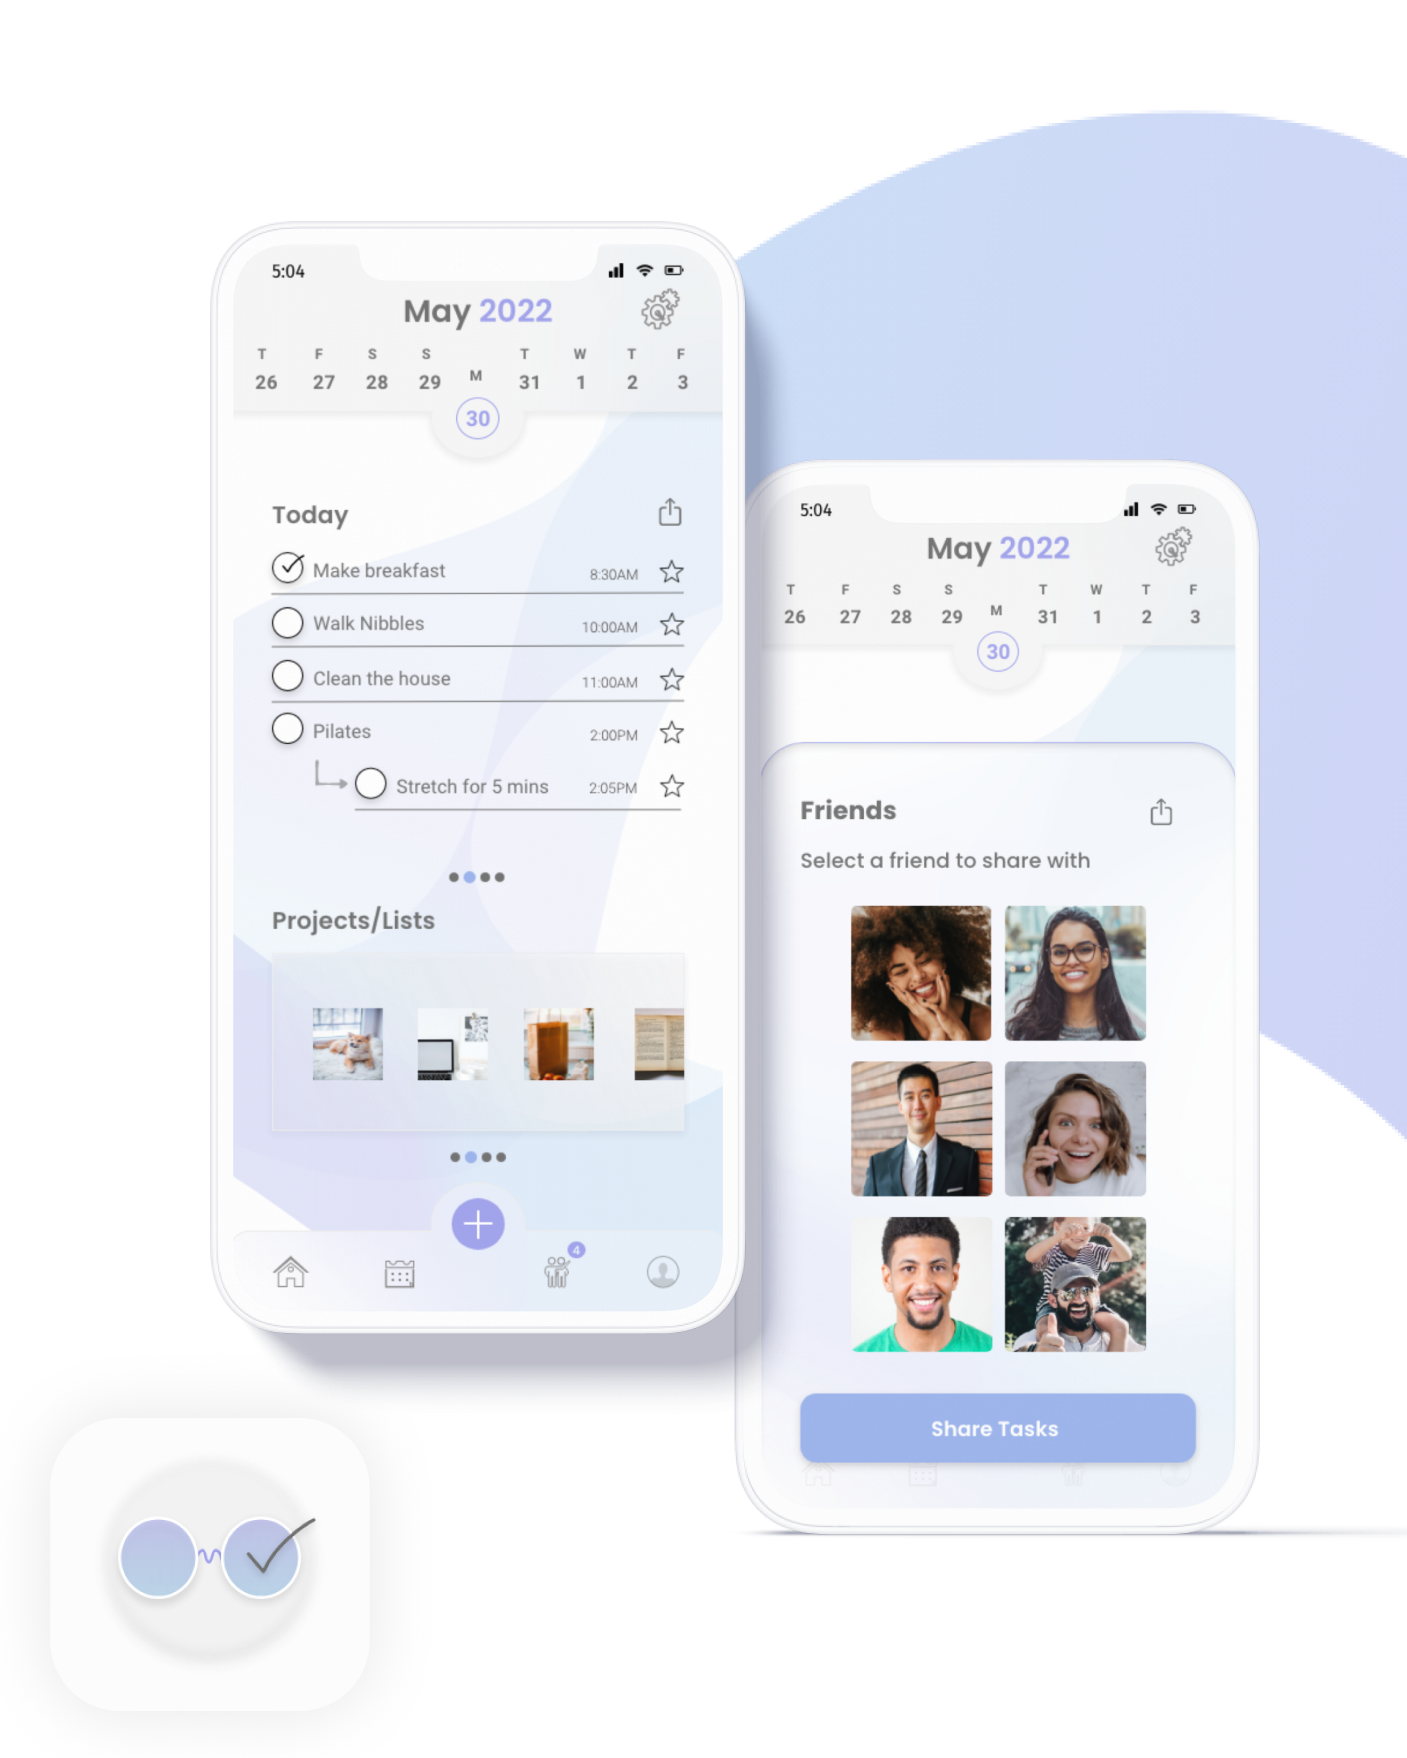 5:04
May 2022
T F S S M T W T F
26 27 28 29 30 31 1 2 3
Today
Make breakfast 8:30AM
Walk Nibbles 10:00AM
Clean the house 11:00AM
Pilates 2:00PM
Stretch for 5 mins 2:05PM
Projects/Lists
4
5:04
May 2022
T F S S M T W T F
26 27 28 29 30 31 1 2 3
Friends
Select a friend to share with
Share Tasks